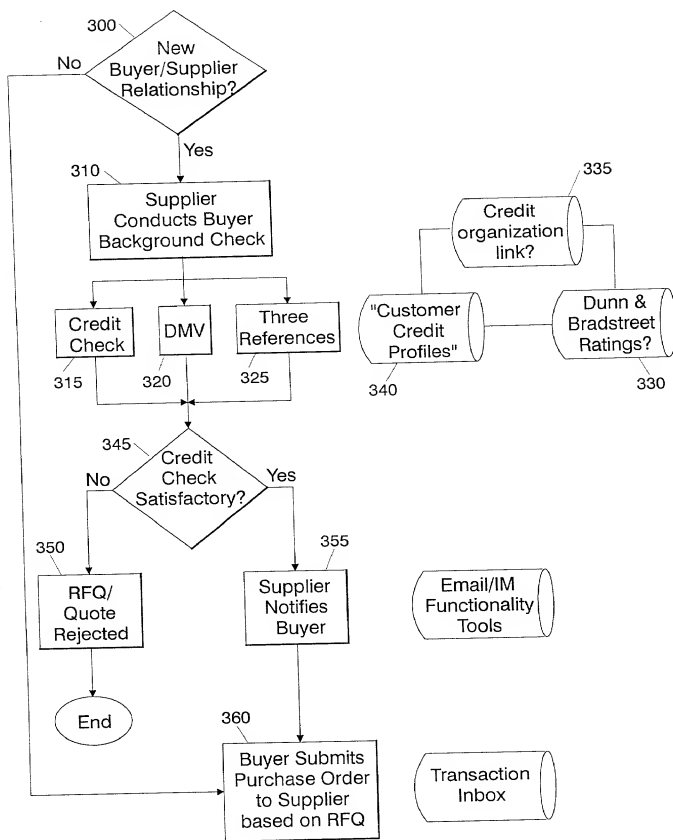 300
New
Buyer/Supplier
Relationship?
No
Yes
310
Supplier
Conducts Buyer
Background Check
335
Credit
organization
link?
Credit
Check
315
DMV
320
Three
References
325
"Customer
Credit
Profiles"
340
Dunn &
Bradstreet
Ratings?
330
345
Credit
Check
Satisfactory?
No
Yes
350
RFQ/
Quote
Rejected
355
Supplier
Notifies
Buyer
Email/IM
Functionality
Tools
End
360
Buyer Submits
Purchase Order
to Supplier
based on RFQ
Transaction
Inbox